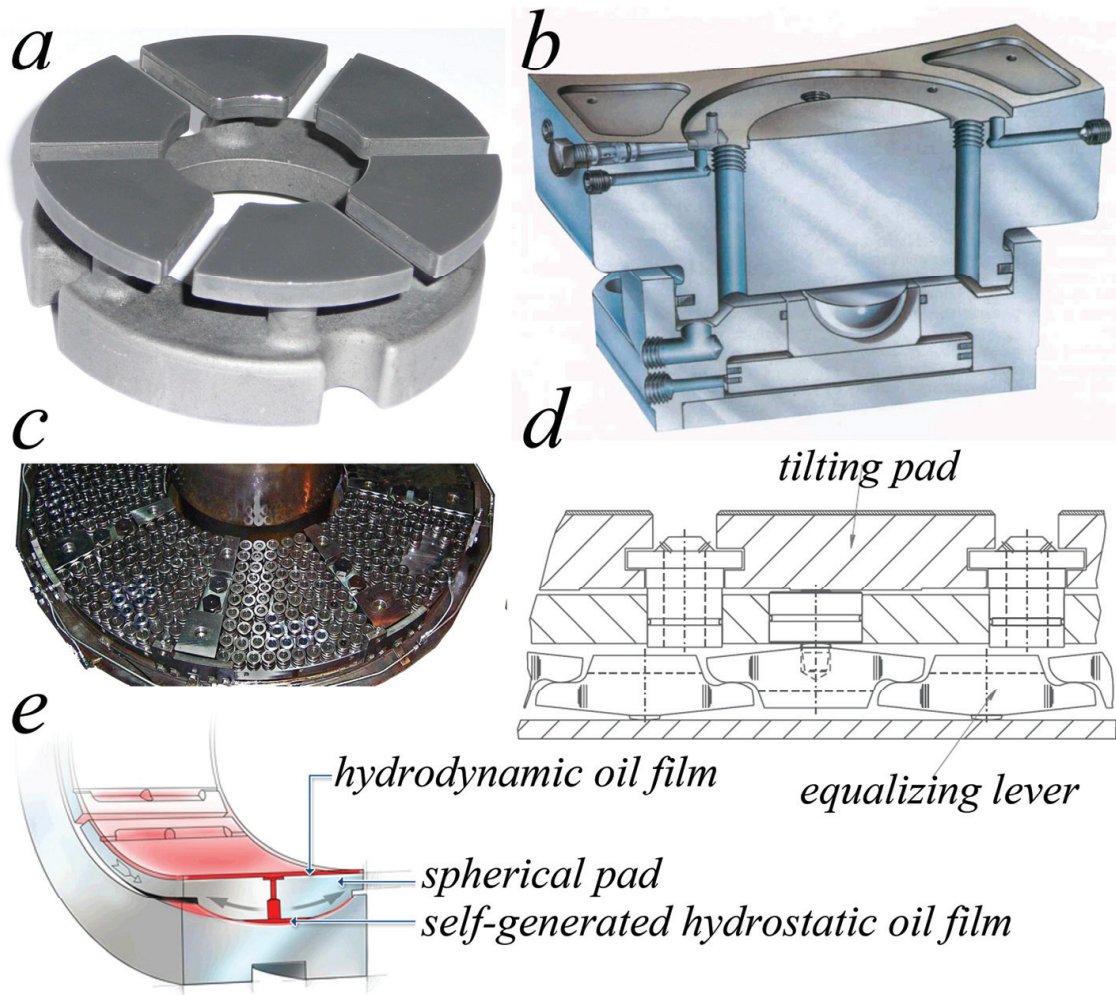 a
b
c
d
tilting pad
equalizing lever
e
hydrodynamic oil film
spherical pad
self-generated hydrostatic oil film